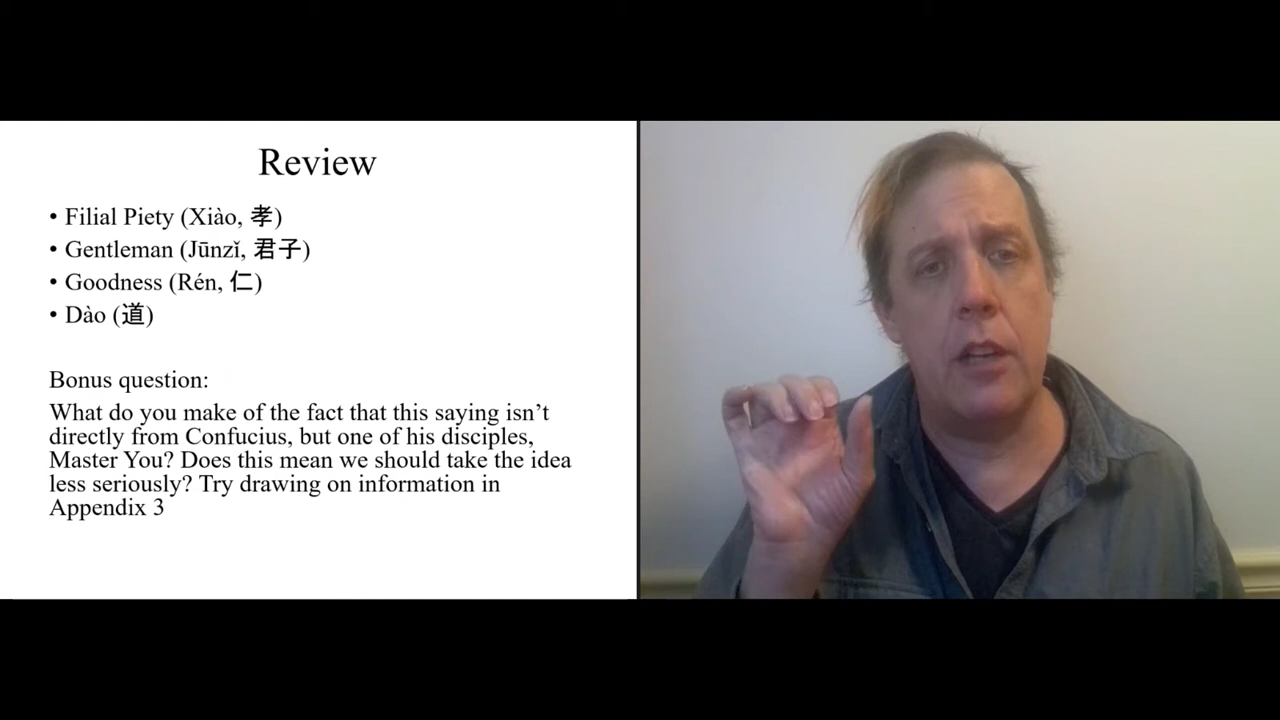 Review
• Filial Piety (Xiào, 孝)
• Gentleman (Jūnzǐ, 君子)
• Goodness (Rén, 仁)
• Dào (道)
Bonus question:
What do you make of the fact that this saying isn’t
directly from Confucius, but one of his disciples,
Master You? Does this mean we should take the idea
less seriously? Try drawing on information in
Appendix 3